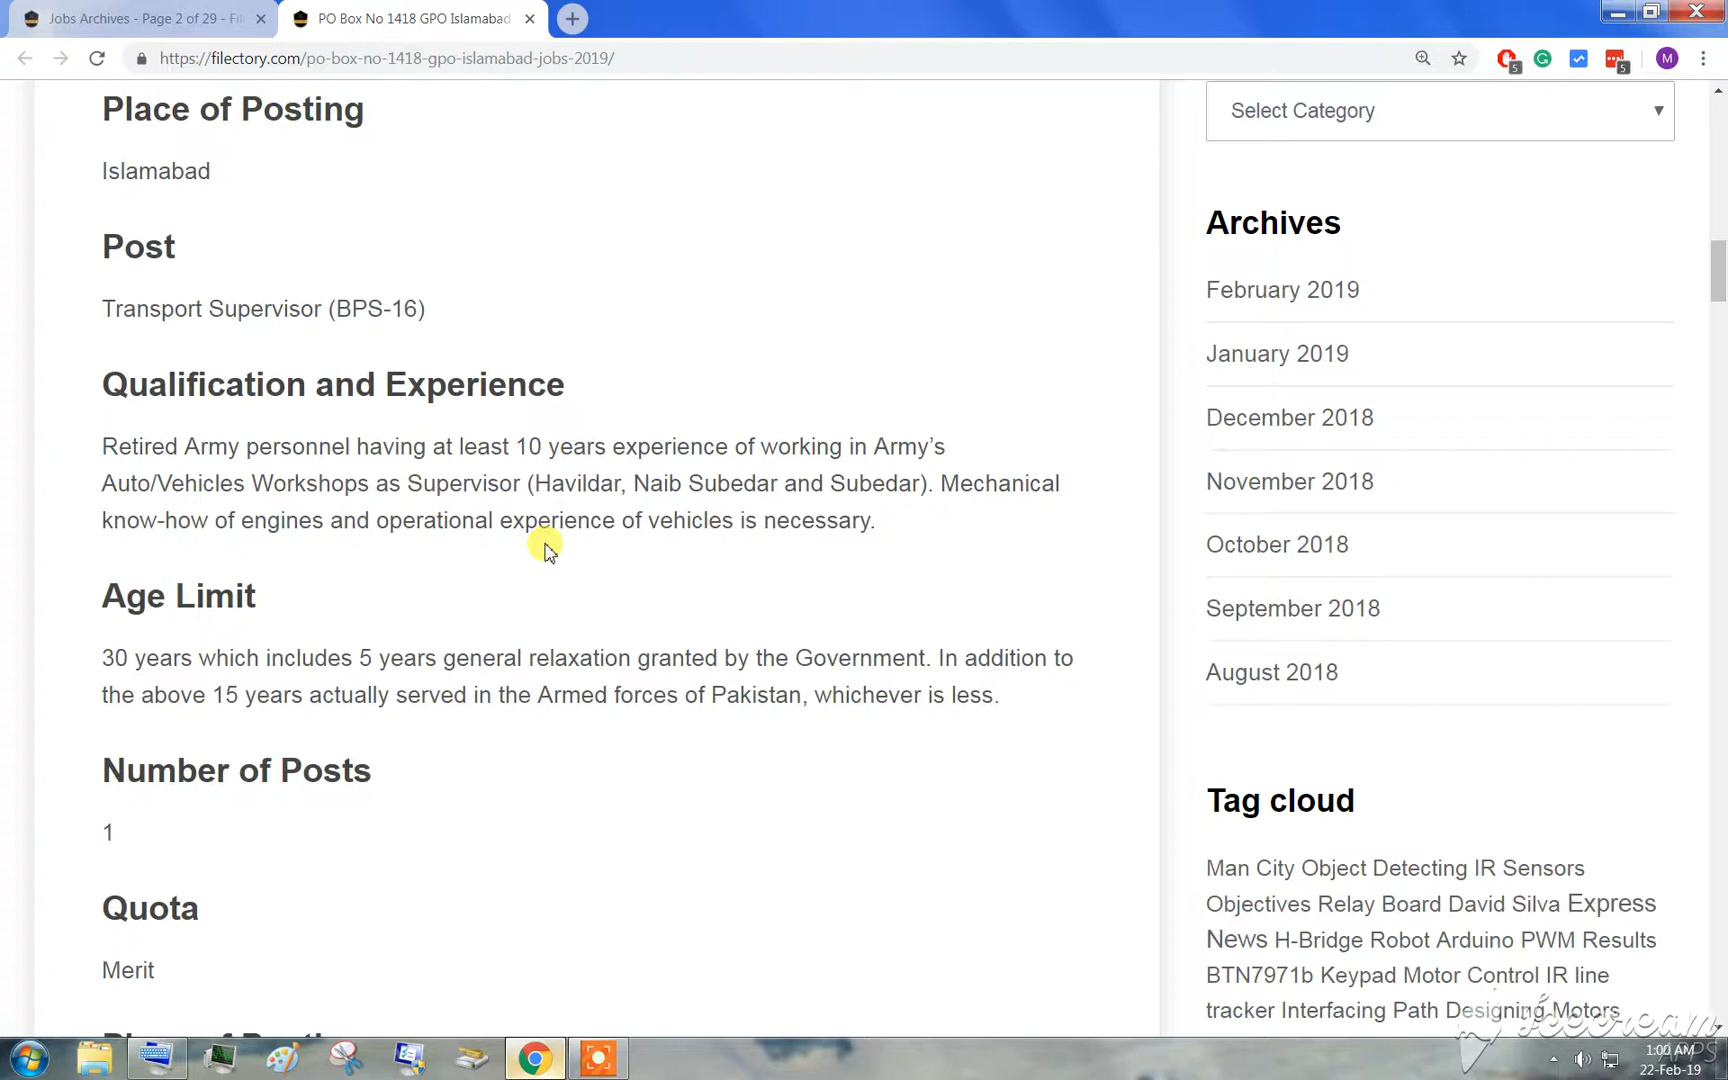 Jobs Archives - Page 2 of 29 - Fil
PO Box No 1418 GPO Islamabad
https://filectory.com/po-box-no-1418-gpo-islamabad-jobs-2019/
5
5
M
Place of Posting
Islamabad
Post
Transport Supervisor (BPS-16)
Qualification and Experience
Retired Army personnel having at least 10 years experience of working in Army’s
Auto/Vehicles Workshops as Supervisor (Havildar, Naib Subedar and Subedar). Mechanical
know-how of engines and operational experience of vehicles is necessary.
Age Limit
30 years which includes 5 years general relaxation granted by the Government. In addition to
the above 15 years actually served in the Armed forces of Pakistan, whichever is less.
Number of Posts
1
Quota
Merit
Select Category
Archives
February 2019
January 2019
December 2018
November 2018
October 2018
September 2018
August 2018
Tag cloud
Man City Object Detecting IR Sensors
Objectives Relay Board David Silva Express
News H-Bridge Robot Arduino PWM Results
BTN7971b Keypad Motor Control IR line
tracker Interfacing Path Designing Motors
Icecream
APPS
1:00 AM
22-Feb-19